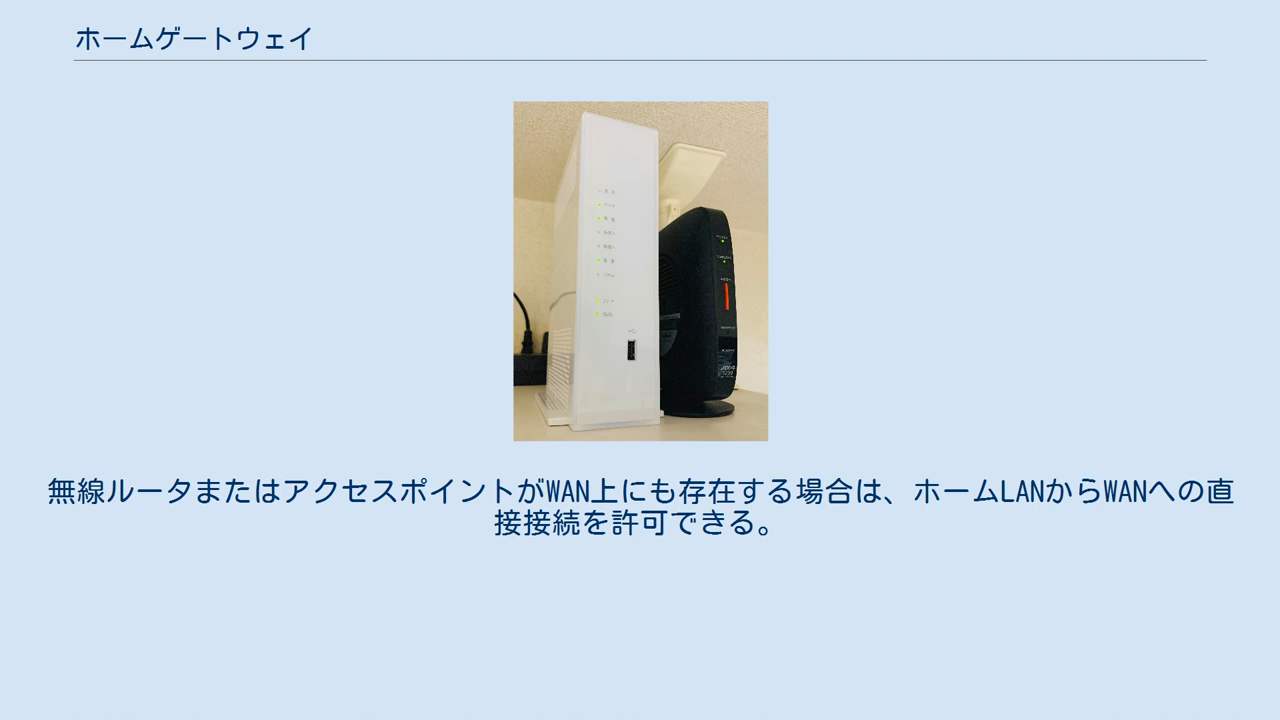 ホームゲートウェイ
無線ルータまたはアクセスポイントがWAN上にも存在する場合は、ホームLANからWANへの直
接接続を許可できる。